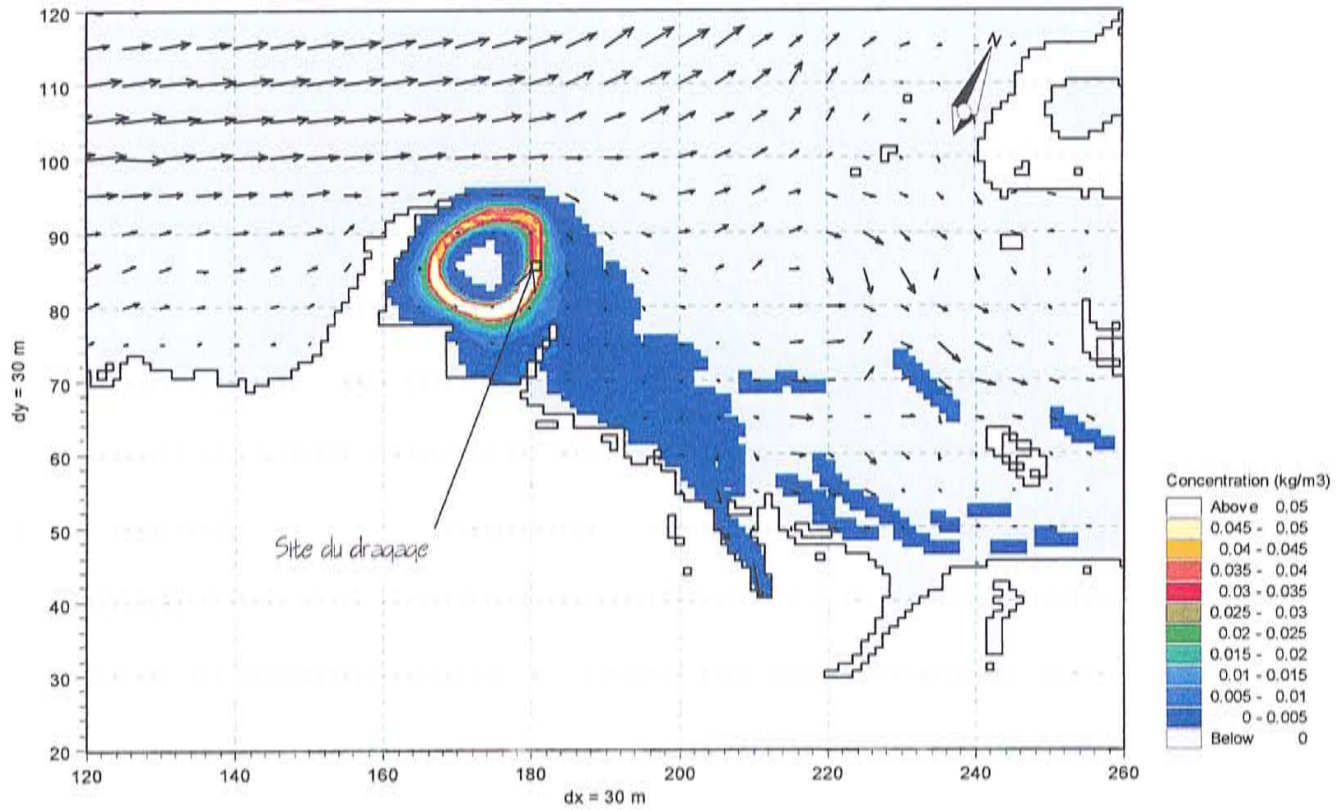 120
110
100
90
80
70
60
50
40
30
20
dy = 30 m
N
Site du dragage
120 140 160 180 200 220 240 260
dx = 30 m
Concentration (kg/m3)
Above 0.05
0.045 - 0.05
0.04 - 0.045
0.035 - 0.04
0.03 - 0.035
0.025 - 0.03
0.02 - 0.025
0.015 - 0.02
0.01 - 0.015
0.005 - 0.01
0 - 0.005
Below 0